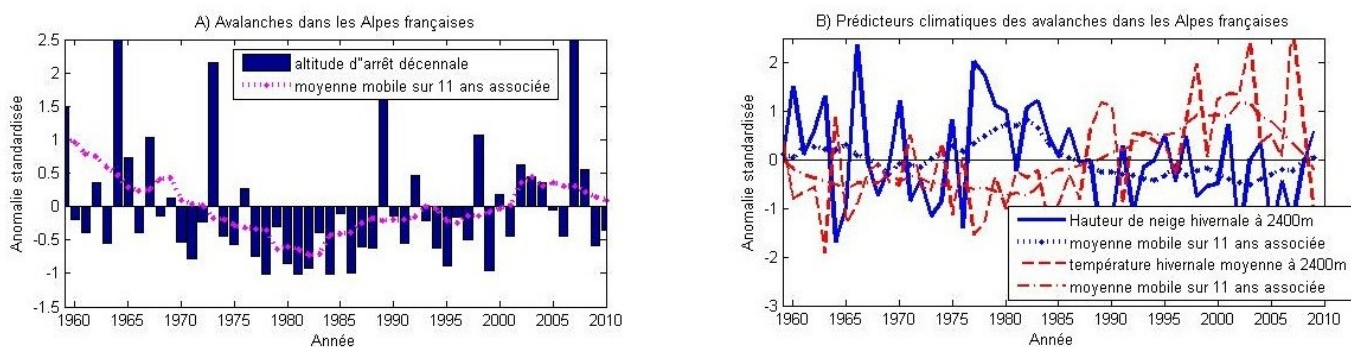 A) Avalanches dans les Alpes françaises
2.5
2
1.5
1
0.5
0
-0.5
-1
-1.5
Anomalie standardisée
altitude d"arrêt décennale
moyenne mobile sur 11 ans associée
1960 1965 1970 1975 1980 1985 1990 1995 2000 2005 2010
Année
B) Prédicteurs climatiques des avalanches dans les Alpes françaises
2
1
0
-1
-2
-3
Anomalie standardisée
Hauteur de neige hivernale à 2400m
moyenne mobile sur 11 ans associée
température hivernale moyenne à 2400m
moyenne mobile sur 11 ans associée
1960 1965 1970 1975 1980 1985 1990 1995 2000 2005 2010
Année